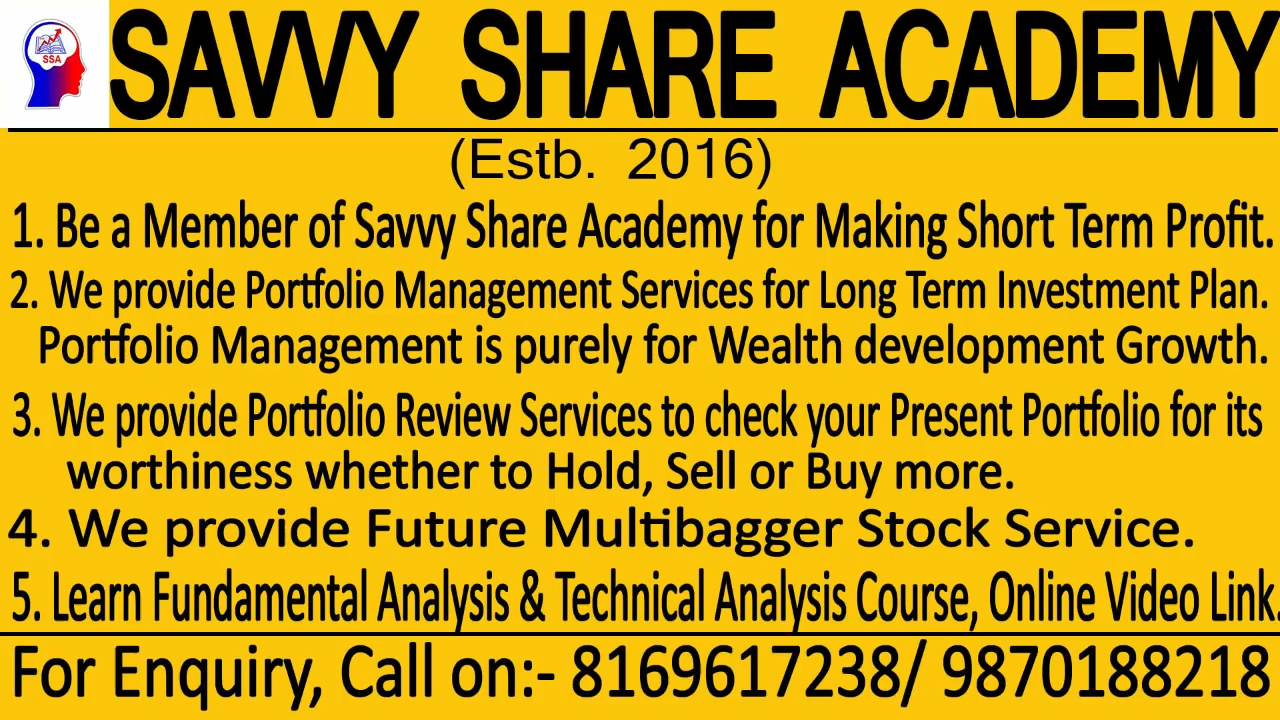 SSA
SAVVY SHARE ACADEMY
(Estb. 2016)
1. Be a Member of Savvy Share Academy for Making Short Term Profit.
2. We provide Portfolio Management Services for Long Term Investment Plan.
Portfolio Management is purely for Wealth development Growth.
3. We provide Portfolio Review Services to check your Present Portfolio for its
worthiness whether to Hold, Sell or Buy more.
4. We provide Future Multibagger Stock Service.
5. Learn Fundamental Analysis & Technical Analysis Course, Online Video Link.
For Enquiry, Call on:- 8169617238/ 9870188218